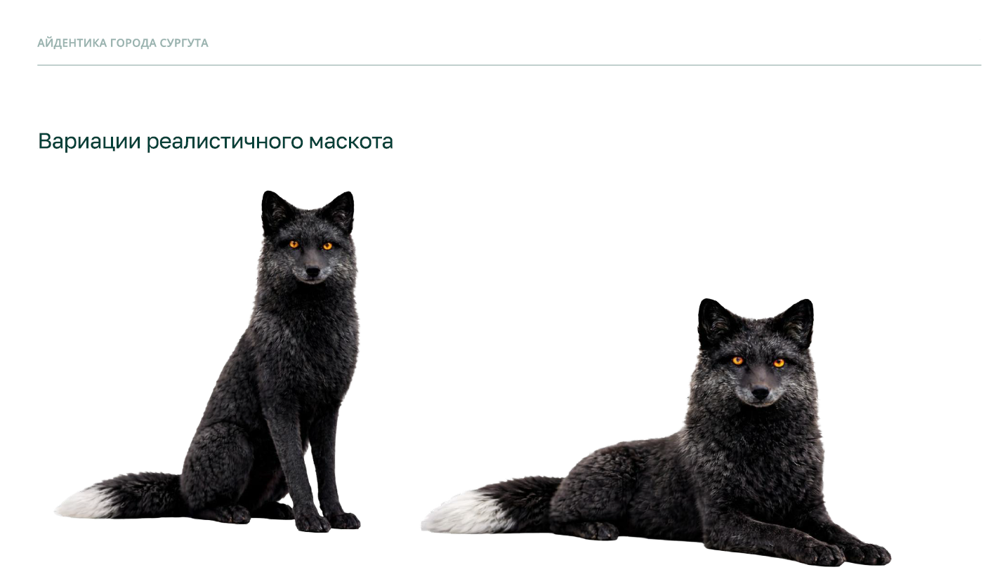 АЙДЕНТИКА ГОРОДА СУРГУТА
Вариации реалистичного маскота